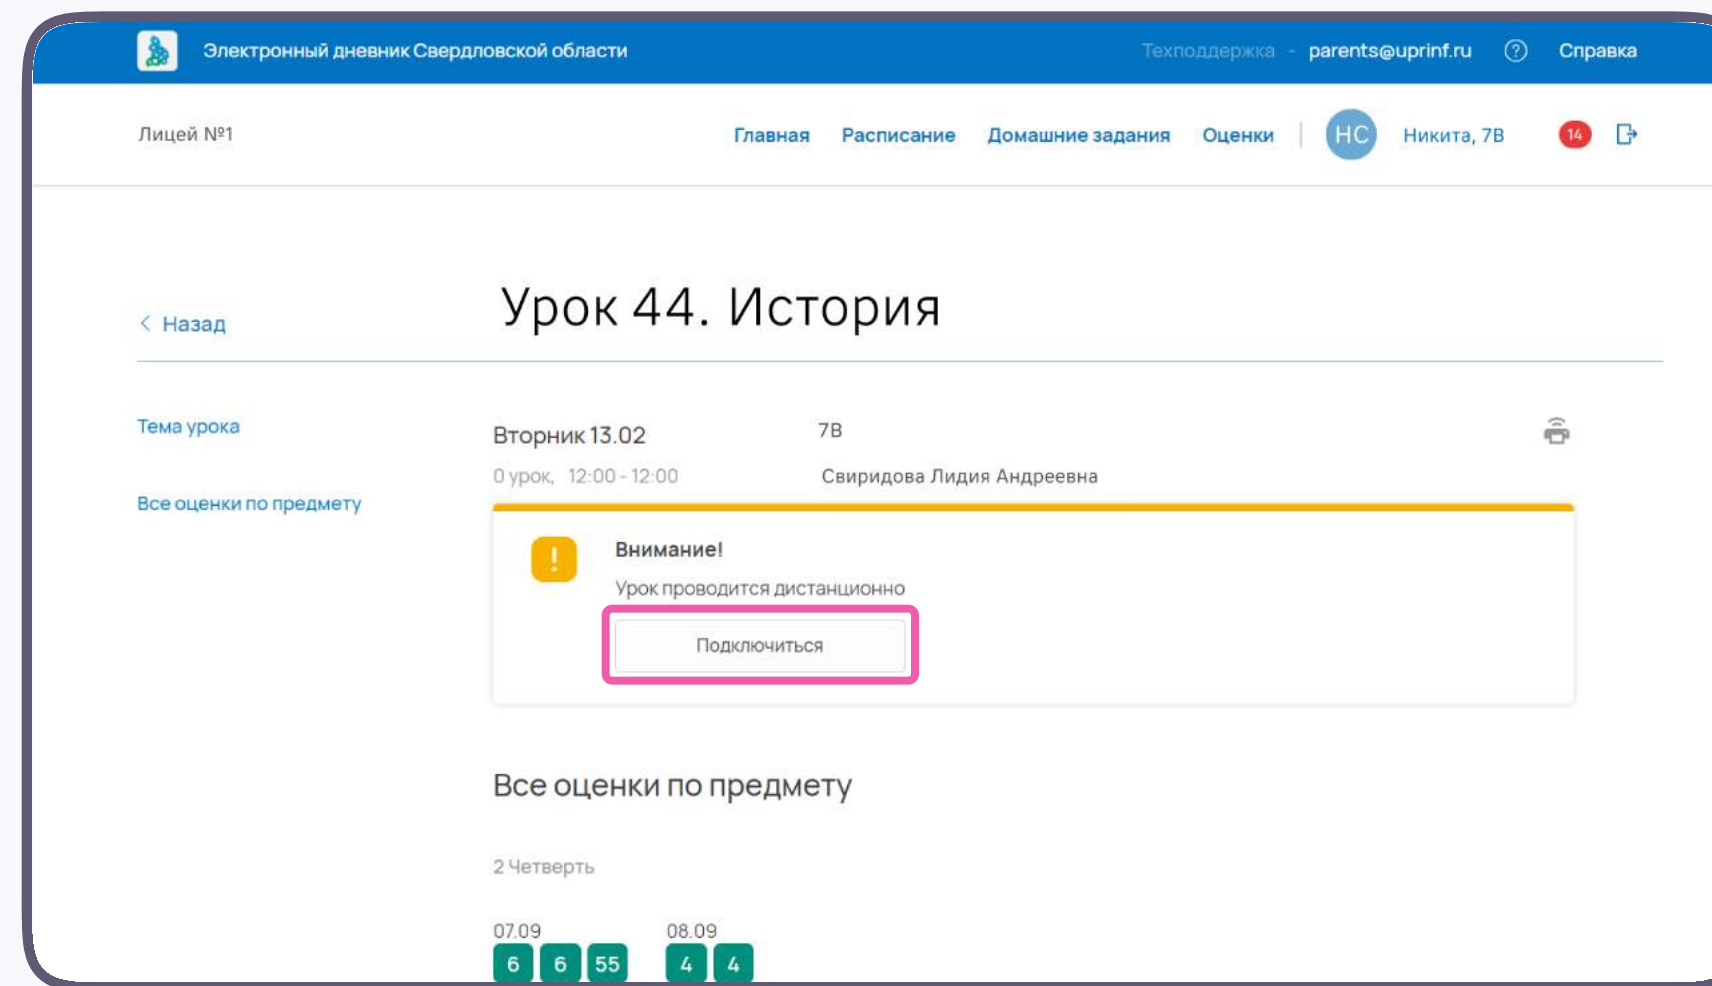 Электронный дневник Свердловской области
Техподдержка - parents@uprinf.ru ? Справка
Лицей №1
Главная Расписание Домашние задания Оценки НС Никита, 7В 14
< Назад
Урок 44. История
Тема урока
Все оценки по предмету
Вторник 13.02
7В
0 урок, 12:00 - 12:00
Свиридова Лидия Андреевна
!
Внимание!
Урок проводится дистанционно
Подключиться
Все оценки по предмету
2 Четверть
07.09 08.09
6 6 55 4 4